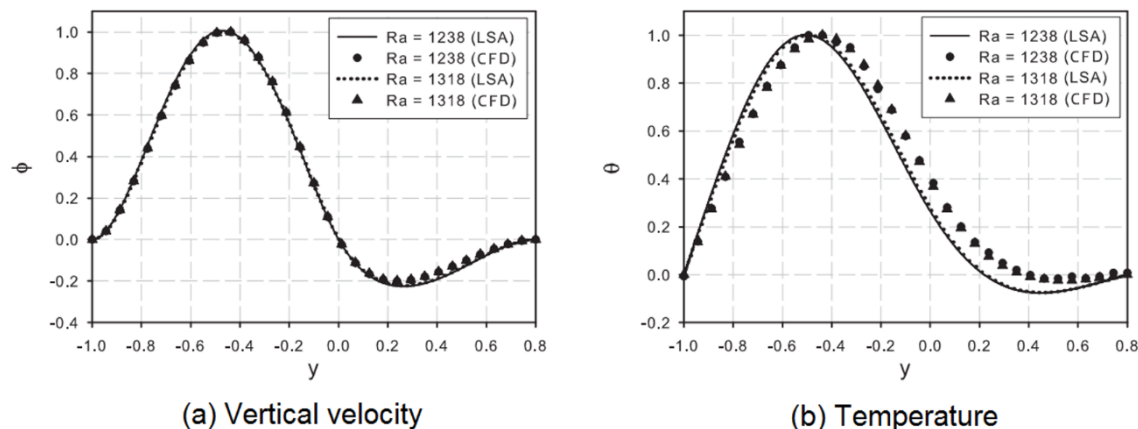 Ra = 1238 (LSA)
Ra = 1238 (CFD)
Ra = 1318 (LSA)
Ra = 1318 (CFD)
1.0
0.8
0.6
0.4
0.2
0.0
-0.2
-0.4
ϕ
-1.0 -0.8 -0.6 -0.4 -0.2 0.0 0.2 0.4 0.6 0.8
y
(a) Vertical velocity
Ra = 1238 (LSA)
Ra = 1238 (CFD)
Ra = 1318 (LSA)
Ra = 1318 (CFD)
1.0
0.8
0.6
0.4
0.2
0.0
-0.2
θ
-1.0 -0.8 -0.6 -0.4 -0.2 0.0 0.2 0.4 0.6 0.8
y
(b) Temperature